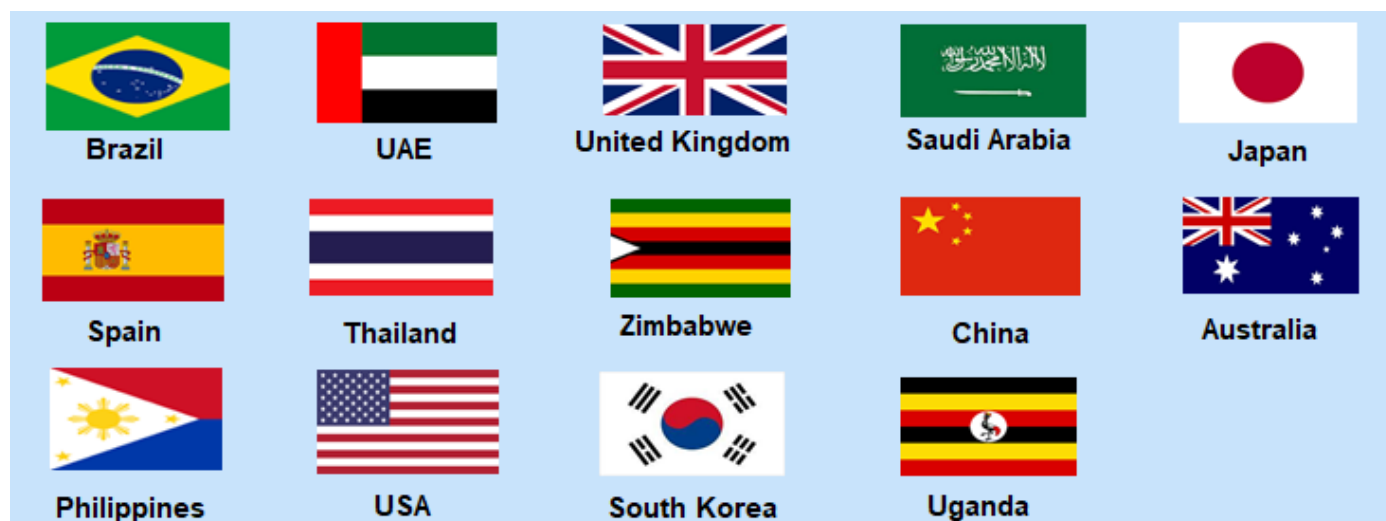 Brazil
UAE
United Kingdom
Saudi Arabia
Japan
Spain
Thailand
Zimbabwe
China
Australia
Philippines
USA
South Korea
Uganda